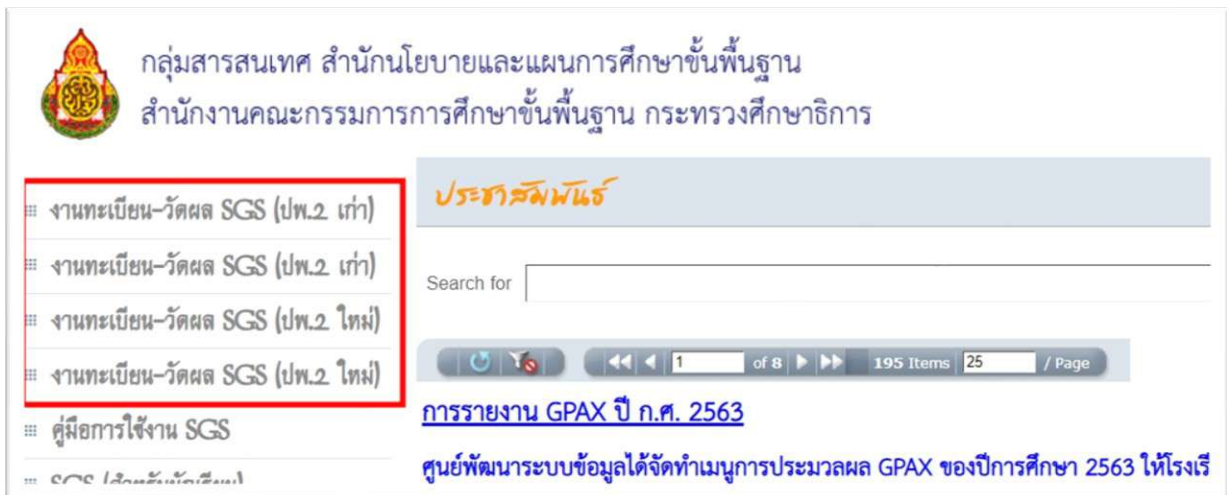 กลุ่มสารสนเทศ สำนักนโยบายและแผนการศึกษาขั้นพื้นฐาน
สำนักงานคณะกรรมการการศึกษาขั้นพื้นฐาน กระทรวงศึกษาธิการ
งานทะเบียน-วัดผล SGS (ปพ.2 เก่า)
งานทะเบียน-วัดผล SGS (ปพ.2 เก่า)
งานทะเบียน-วัดผล SGS (ปพ.2 ใหม่)
งานทะเบียน-วัดผล SGS (ปพ.2 ใหม่)
คู่มือการใช้งาน SGS
SGS (สำหรับนักเรียน)
ประชาสัมพันธ์
Search for
1 of 8 195 Items 25 / Page
การรายงาน GPAX ปี ก.ศ. 2563
ศูนย์พัฒนาระบบข้อมูลได้จัดทำเมนูการประมวลผล GPAX ของปีการศึกษา 2563 ให้โรงเรี